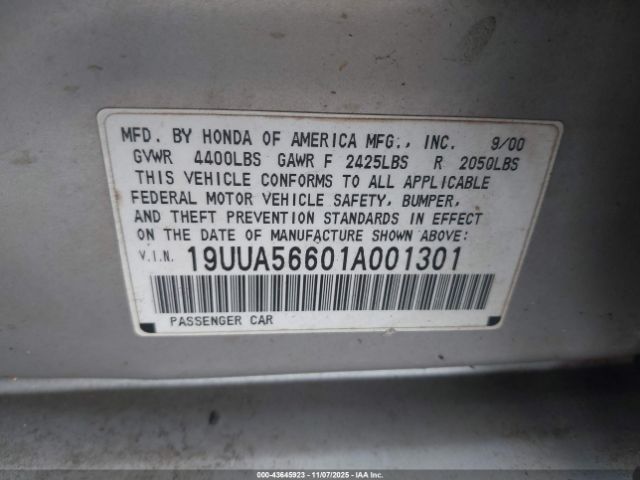 MFD. BY HONDA OF AMERICA MFG., INC. 9/00
GVWR 4400LBS GAWR F 2425LBS R 2050LBS
THIS VEHICLE CONFORMS TO ALL APPLICABLE
FEDERAL MOTOR VEHICLE SAFETY, BUMPER,
AND THEFT PREVENTION STANDARDS IN EFFECT
ON THE DATE OF MANUFACTURE SHOWN ABOVE:
V.I.N. 19UUA56601A001301
PASSENGER CAR
000-43645923 - 11/07/2025 - IAAI.COM